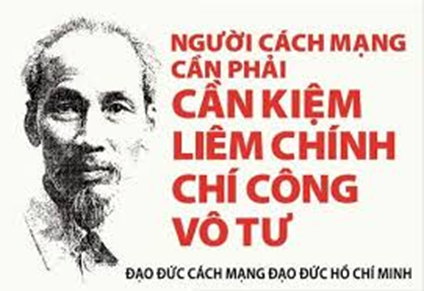 NGƯỜI CÁCH MẠNG
CẦN PHẢI
CẦN KIỆM
LIÊM CHÍNH
CHÍ CÔNG
VÔ TƯ
ĐẠO ĐỨC CÁCH MẠNG ĐẠO ĐỨC HỒ CHÍ MINH